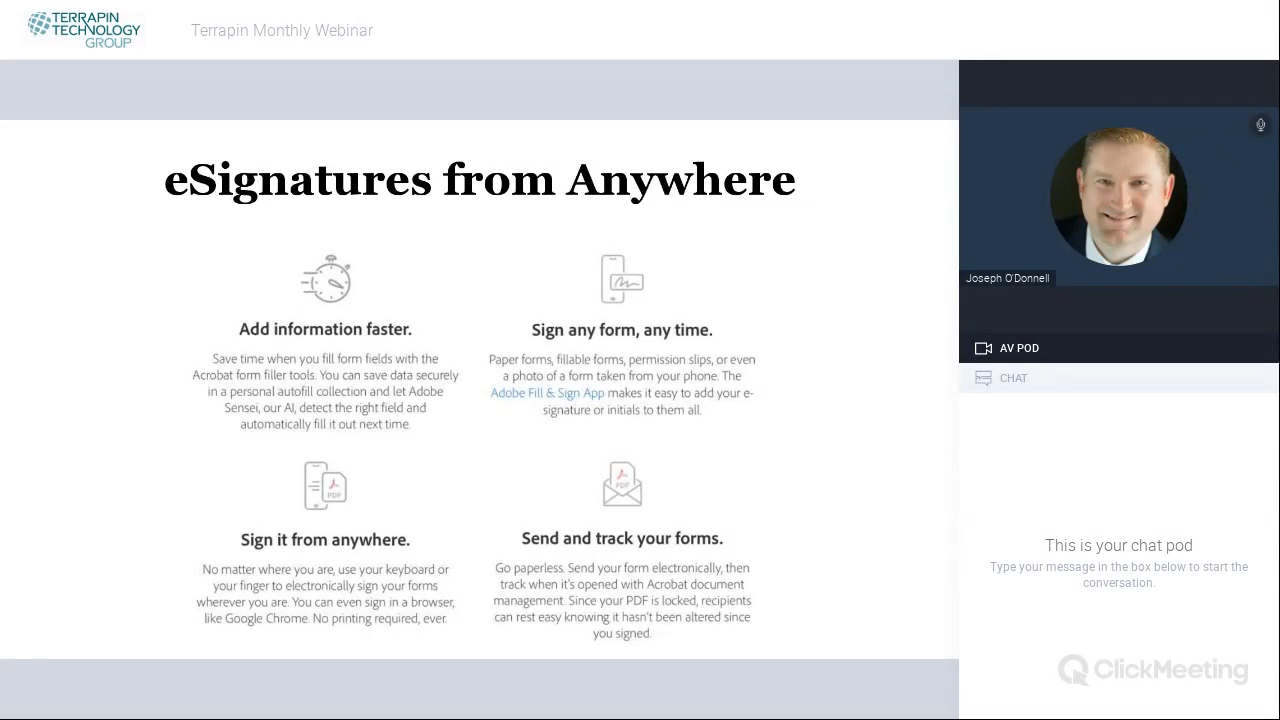 TERRAPIN
TECHNOLOGY
GROUP
Terrapin Monthly Webinar
eSignatures from Anywhere
Add information faster.
Save time when you fill form fields with the
Acrobat form filler tools. You can save data securely
in a personal autofill collection and let Adobe
Sensei, our AI, detect the right field and
automatically fill it out next time.
Sign any form, any time.
Paper forms, fillable forms, permission slips, or even
a photo of a form taken from your phone. The
Adobe Fill & Sign App makes it easy to add your e-
signature or initials to them all.
PDF
Sign it from anywhere.
No matter where you are, use your keyboard or
your finger to electronically sign your forms
wherever you are. You can even sign in a browser,
like Google Chrome. No printing required, ever.
PDF
Send and track your forms.
Go paperless. Send your form electronically, then
track when it's opened with Acrobat document
management. Since your PDF is locked, recipients
can rest easy knowing it hasn't been altered since
you signed.
Joseph O'Donnell
AV POD
CHAT
This is your chat pod
Type your message in the box below to start the
conversation.
ClickMeeting